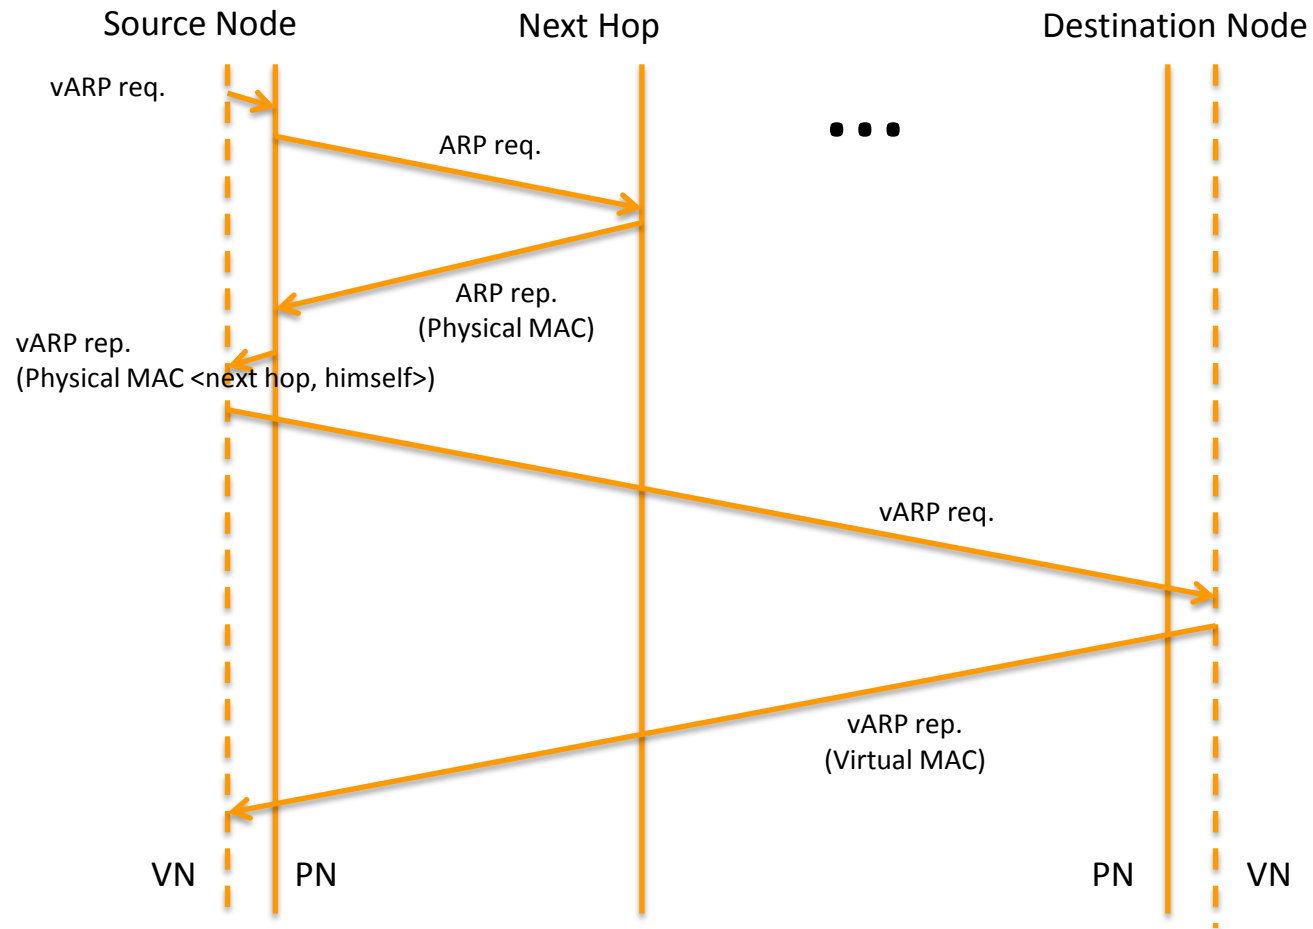 Source Node
Next Hop
Destination Node
vARP req.
ARP req.
ARP rep.
(Physical MAC)
vARP rep.
(Physical MAC <next hop, himself>)
vARP req.
vARP rep.
(Virtual MAC)
VN
PN
PN
VN